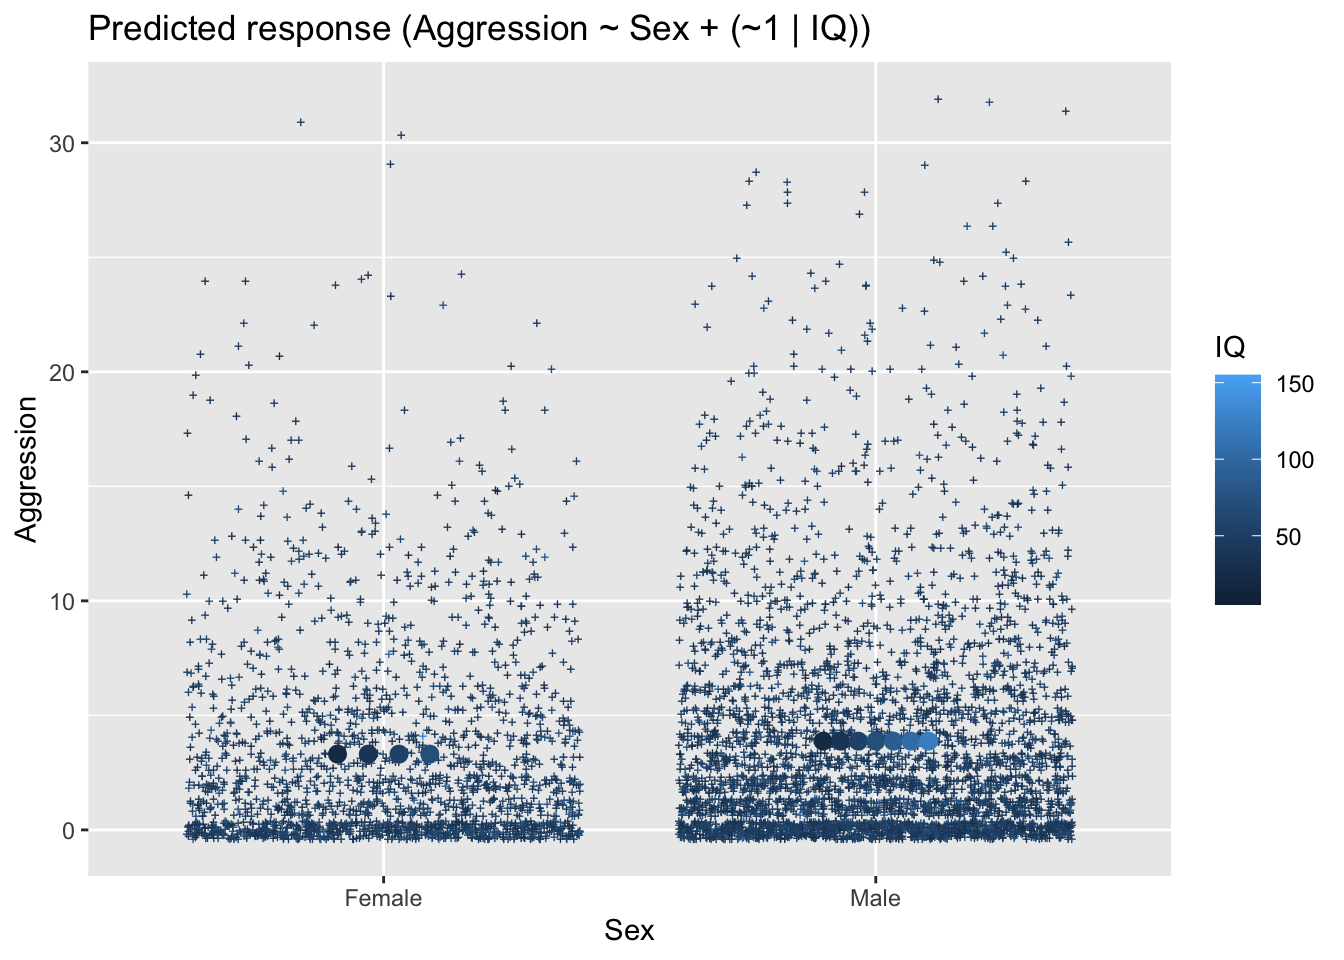 Predicted response (Aggression ~ Sex + (~1 | IQ))
30
20
10
0
Aggression
Female
Male
Sex
IQ
150
100
50